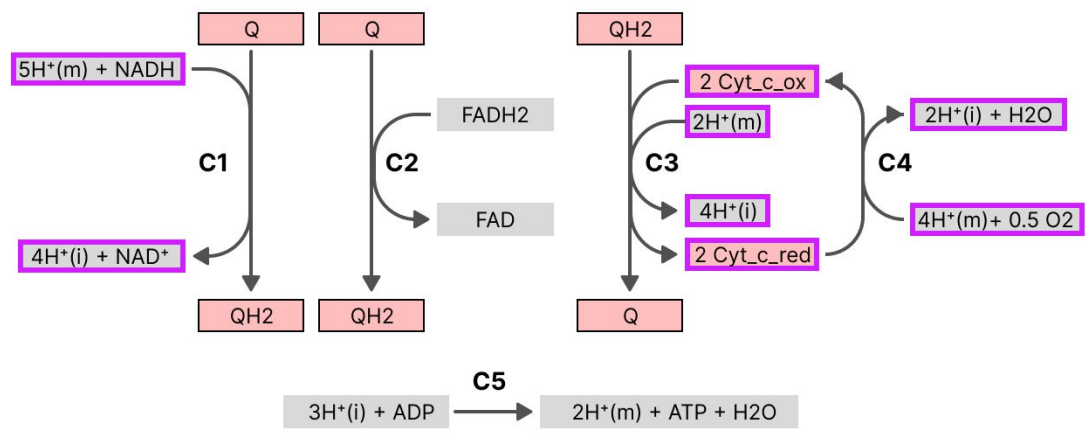 Q
Q
QH2
5H⁺(m) + NADH
2 Cyt_c_ox
FADH2
2H⁺(i) + H2O
2H⁺(m)
C1
C2
C3
C4
4H⁺(i)
FAD
4H⁺(m)+ 0.5 O2
4H⁺(i) + NAD⁺
2 Cyt_c_red
QH2
QH2
Q
C5
3H⁺(i) + ADP
2H⁺(m) + ATP + H2O